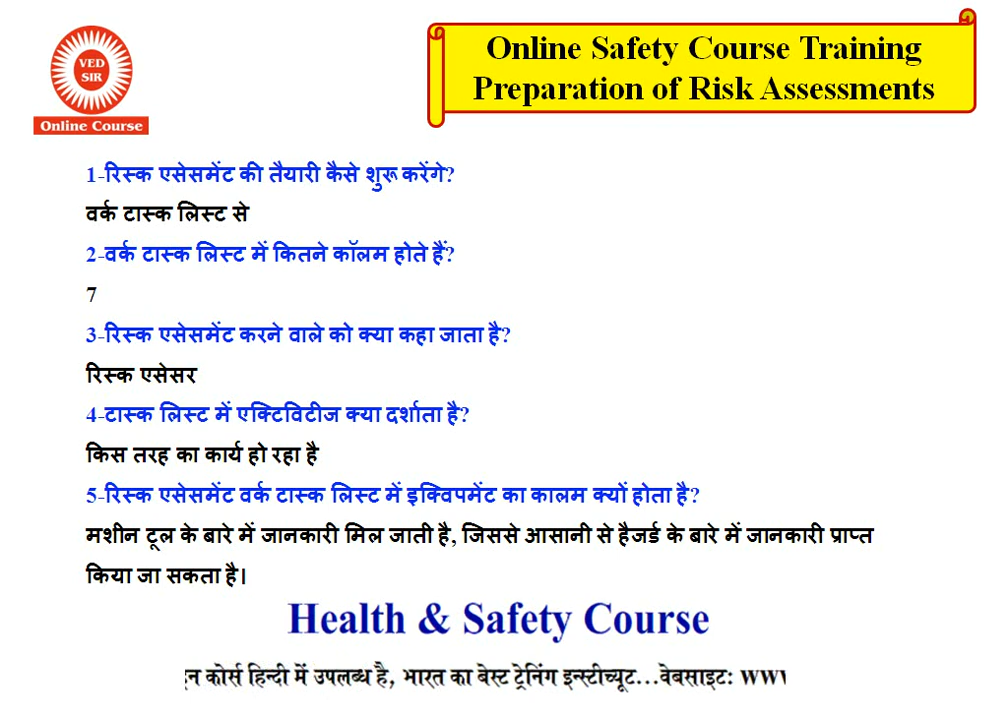 VED
SIR
Online Course
Online Safety Course Training
Preparation of Risk Assessments
1-रिस्क एसेसमेंट की तैयारी कैसे शुरू करेंगे?
वर्क टास्क लिस्ट से
2-वर्क टास्क लिस्ट में कितने कॉलम होते हैं?
7
3-रिस्क एसेसमेंट करने वाले को क्या कहा जाता है?
रिस्क एसेसर
4-टास्क लिस्ट में एक्टिविटीज क्या दर्शाता है?
किस तरह का कार्य हो रहा है
5-रिस्क एसेसमेंट वर्क टास्क लिस्ट में इक्विपमेंट का कालम क्यों होता है?
मशीन टूल के बारे में जानकारी मिल जाती है, जिससे आसानी से हैजर्ड के बारे में जानकारी प्राप्त
किया जा सकता है।
Health & Safety Course
कोर्स हिन्दी में उपलब्ध है, भारत का बेस्ट ट्रेनिंग इन्स्टीच्यूट...वेबसाइट: